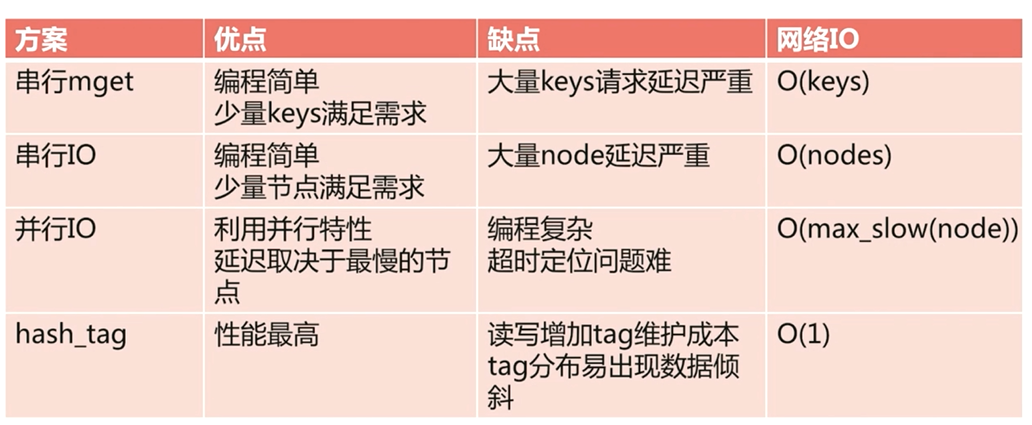 方案 优点 缺点 网络IO
串行mget 编程简单 大量keys请求延迟严重 O(keys)
少量keys满足需求
串行IO 编程简单 大量node延迟严重 O(nodes)
少量节点满足需求
并行IO 利用并行特性 编程复杂 O(max_slow(node))
延迟取决于最慢的节 超时定位问题难
点
hash_tag 性能最高 读写增加tag维护成本 O(1)
tag分布易出现数据倾
斜